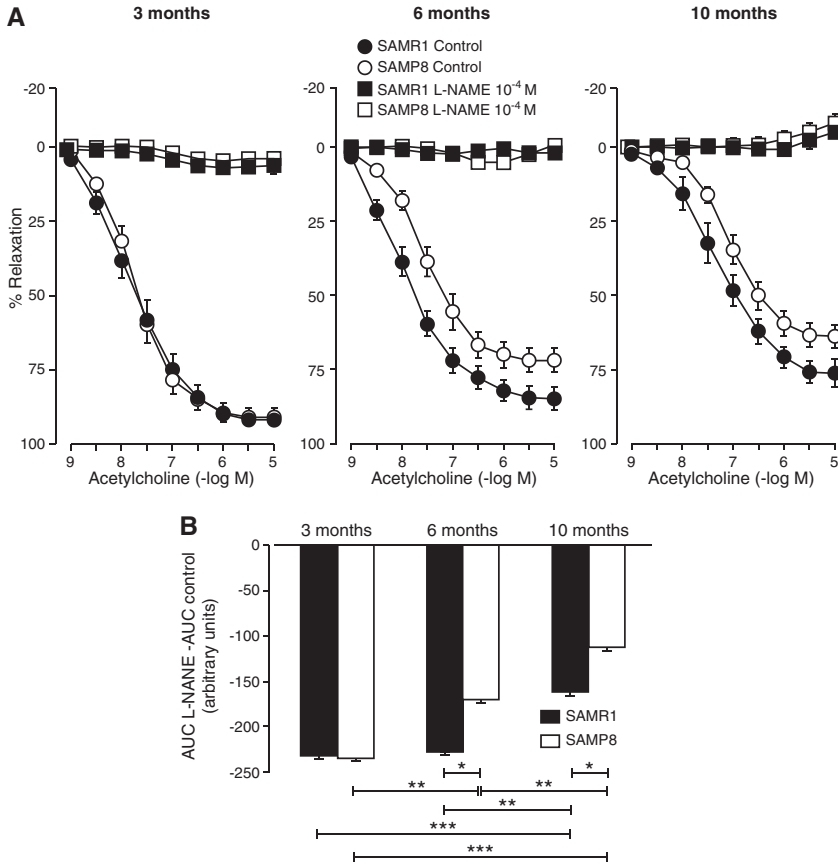 A
3 months
6 months
10 months
SAMR1 Control
SAMP8 Control
SAMR1 L-NAME 10⁻⁴ M
SAMP8 L-NAME 10⁻⁴ M
% Relaxation
-20
0
25
50
75
100
-20
0
25
50
75
100
-20
0
25
50
75
100
9 8 7 6 5
9 8 7 6 5
9 8 7 6 5
Acetylcholine (-log M)
Acetylcholine (-log M)
Acetylcholine (-log M)
B
3 months
6 months
10 months
AUC L-NANE -AUC control
(arbitrary units)
0
-50
-100
-150
-200
-250
SAMR1
SAMP8
* *
** **
**
***
***